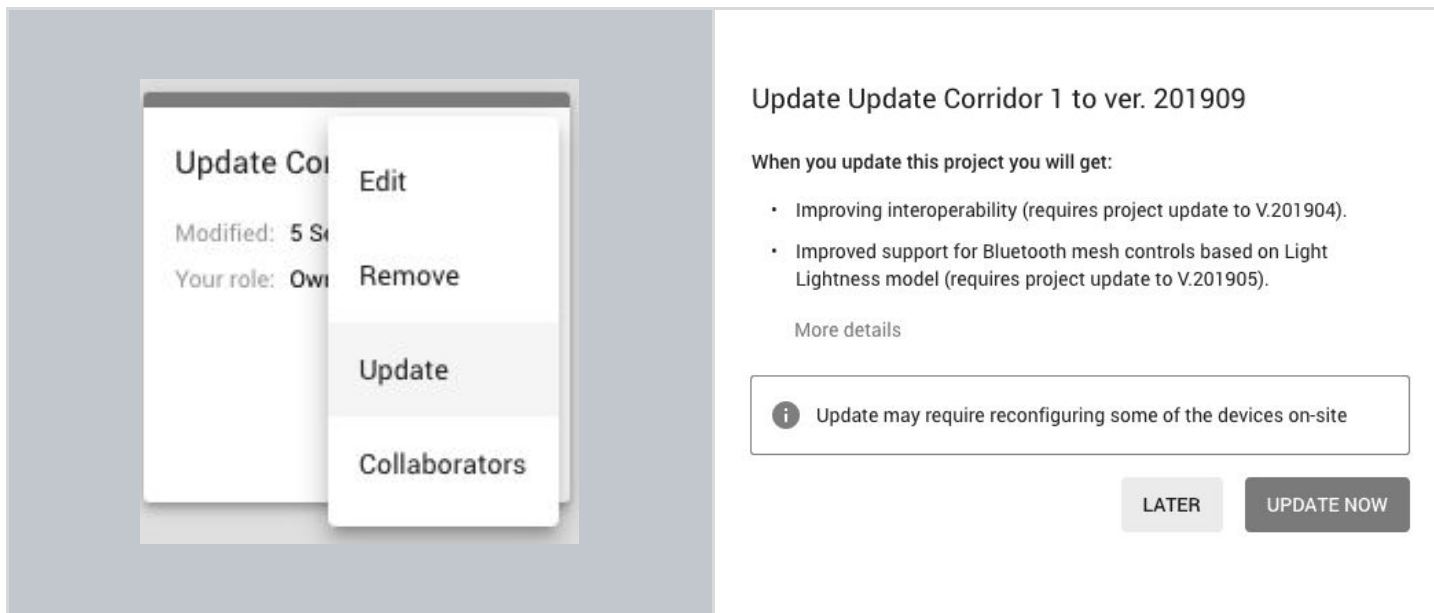 Update Cor
Modified: 5 Se
Your role: Own
Edit
Remove
Update
Collaborators
Update Update Corridor 1 to ver. 201909
When you update this project you will get:
• Improving interoperability (requires project update to V.201904).
• Improved support for Bluetooth mesh controls based on Light
Lightness model (requires project update to V.201905).
More details
Update may require reconfiguring some of the devices on-site
LATER
UPDATE NOW